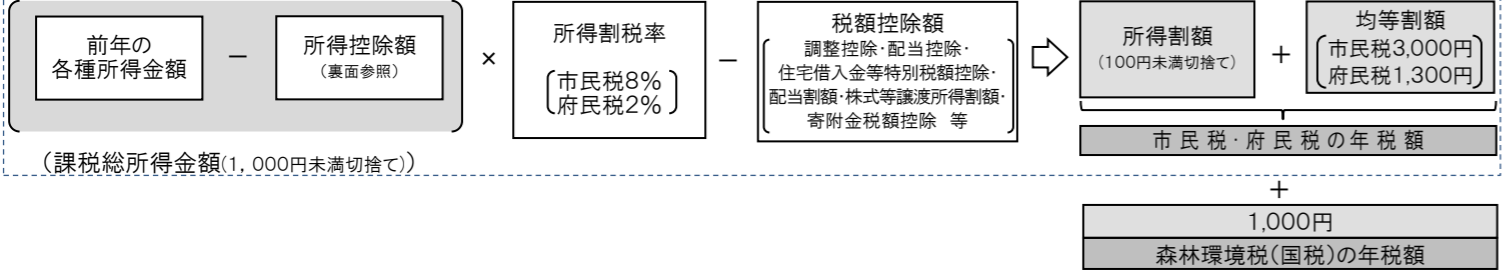 前年の
各種所得金額
－
所得控除額
(裏面参照)
×
所得割税率
市民税8%
府民税2%
－
税額控除額
調整控除・配当控除・
住宅借入金等特別税額控除・
配当割額・株式等譲渡所得割額・
寄附金税額控除 等
所得割額
(100円未満切捨て)
＋
均等割額
市民税3,000円
府民税1,300円
(課税総所得金額(1,000円未満切捨て))
市民税・府民税の年税額
＋
1,000円
森林環境税(国税)の年税額